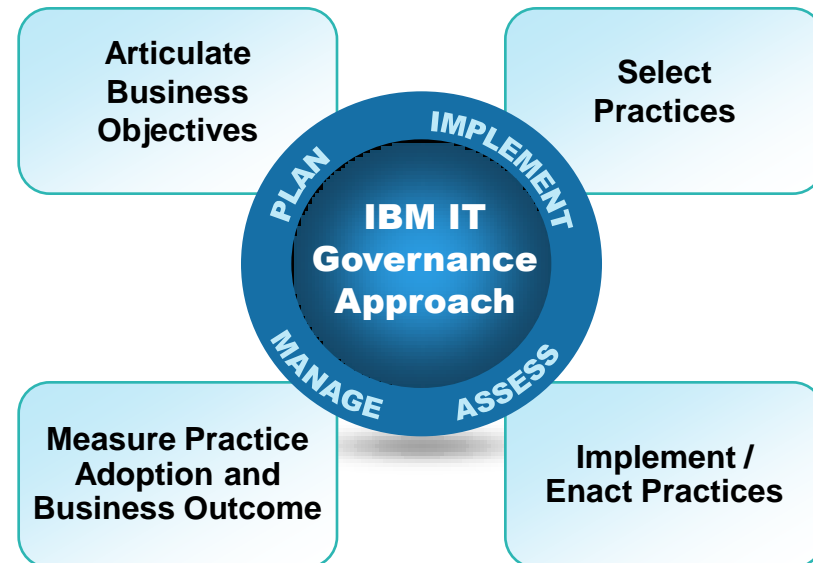 Articulate
Business
Objectives
Select
Practices
PLAN
IMPLEMENT
IBM IT
Governance
Approach
MANAGE
ASSESS
Measure Practice
Adoption and
Business Outcome
Implement /
Enact Practices